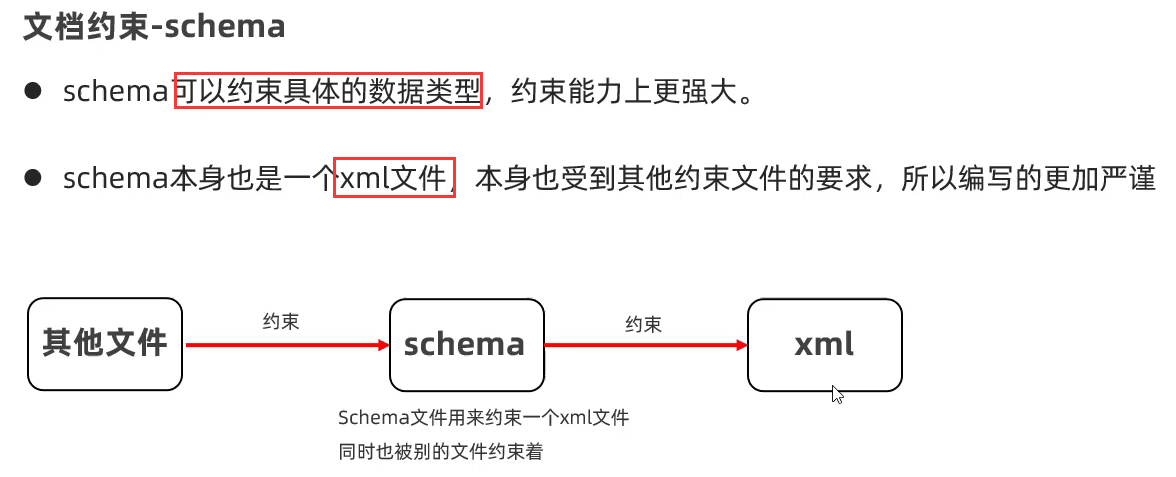 文档约束-schema
● schema可以约束具体的数据类型，约束能力上更强大。
● schema本身也是一个xml文件，本身也受到其他约束文件的要求，所以编写的更加严谨
其他文件 约束 schema 约束 xml
Schema文件用来约束一个xml文件
同时也被别的文件约束着